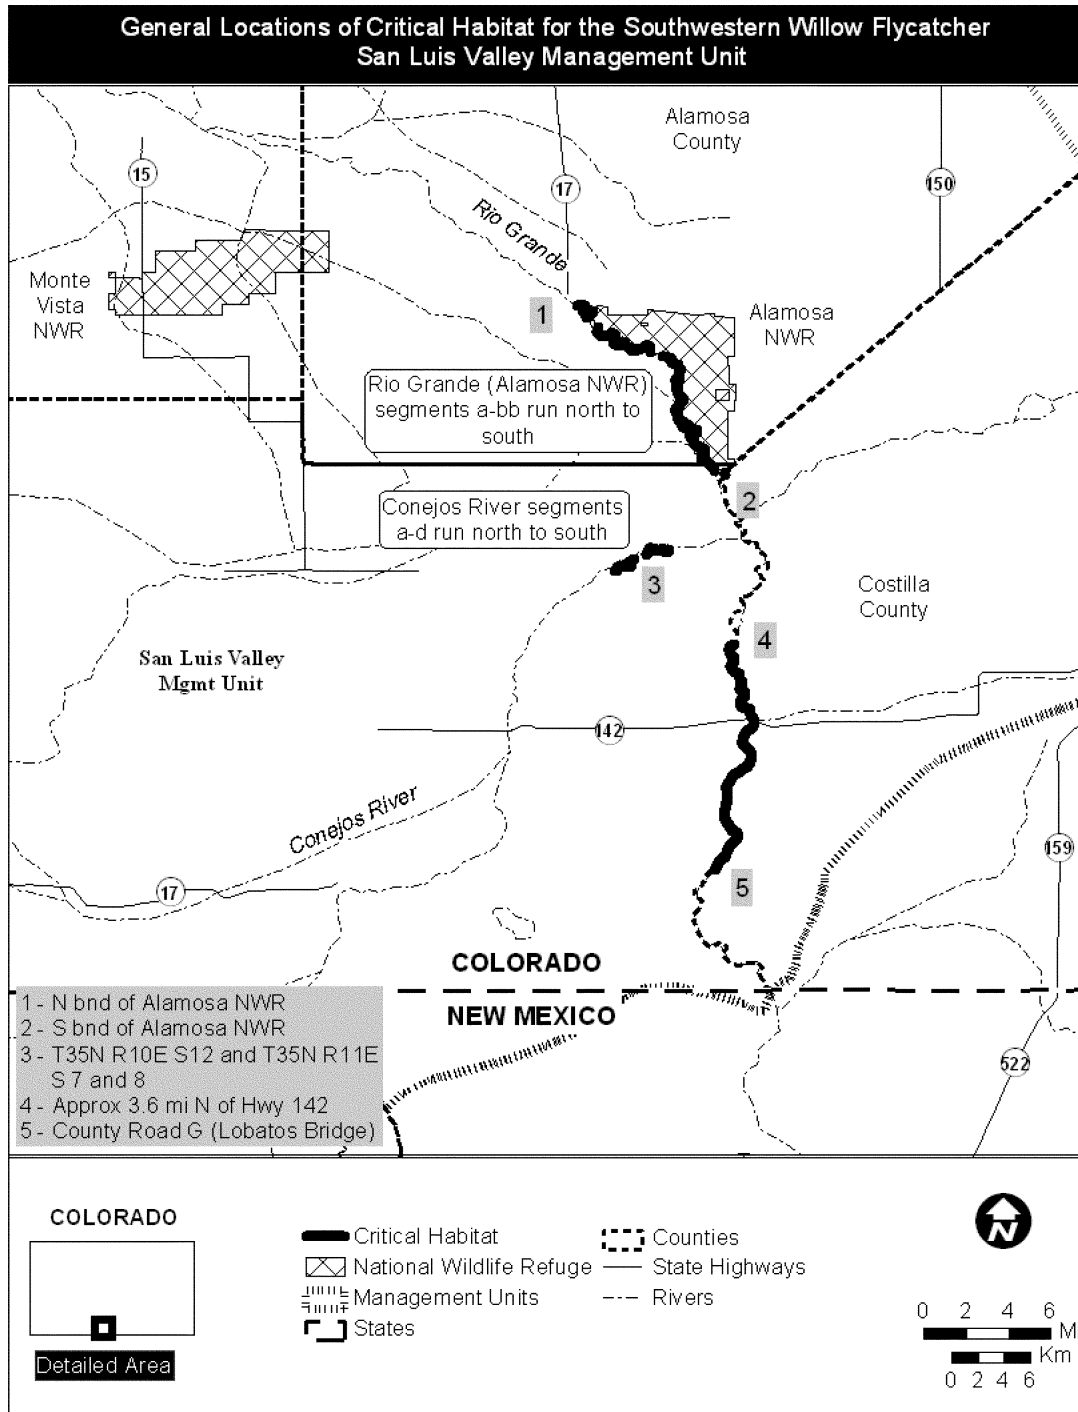 General Locations of Critical Habitat for the Southwestern Willow Flycatcher
San Luis Valley Management Unit
Alamosa
County
15
17
150
Rio Grande
Monte
Vista
NWR
1
Alamosa
NWR
Rio Grande (Alamosa NWR)
segments a-bb run north to
south
Conejos River segments
a-d run north to south
2
3
Costilla
County
4
San Luis Valley
Mgmt Unit
142
Conejos River
159
17
5
COLORADO
NEW MEXICO
522
1 - N bnd of Alamosa NWR
2 - S bnd of Alamosa NWR
3 - T35N R10E S12 and T35N R11E
S 7 and 8
4 - Approx 3.6 mi N of Hwy 142
5 - County Road G (Lobatos Bridge)
COLORADO
Detailed Area
Critical Habitat
National Wildlife Refuge
Management Units
States
Counties
State Highways
Rivers
N
0 2 4 6
M
Km
0 2 4 6